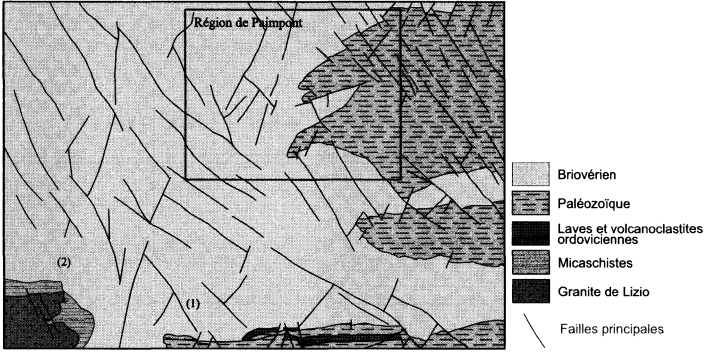 Région de Paimpont
Briovérien
Paléozoïque
Laves et volcanoclastites
ordoviciennes
(2)
Micaschistes
(1)
Granite de Lizio
Failles principales